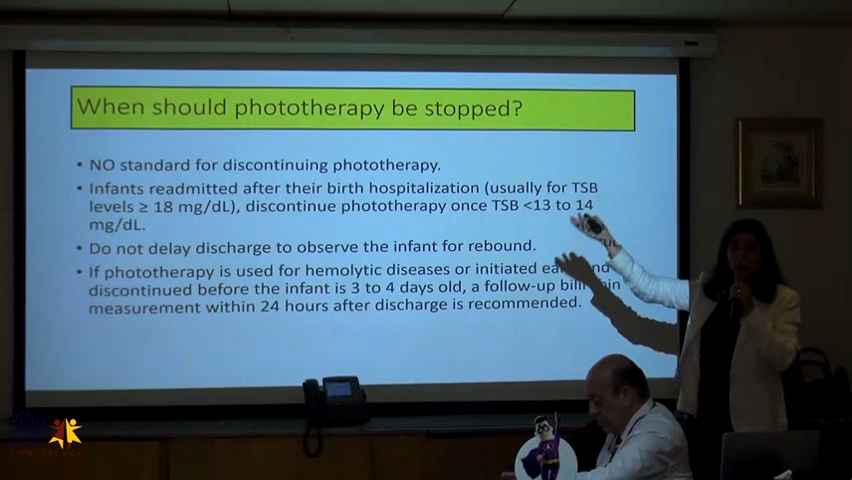 When should phototherapy be stopped?
• NO standard for discontinuing phototherapy.
• Infants readmitted after their birth hospitalization (usually for TSB
levels ≥ 18 mg/dL), discontinue phototherapy once TSB <13 to 14
mg/dL.
• Do not delay discharge to observe the infant for rebound.
• If phototherapy is used for hemolytic diseases or initiated
discontinued before the infant is 3 to 4 days old, a follow-up
measurement within 24 hours after discharge is recommended.